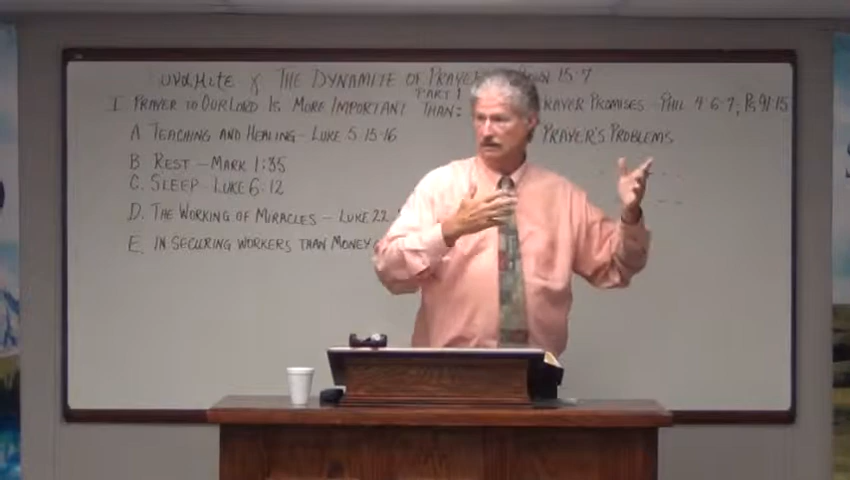 THE DYNAMITE OF PRAYER 15:7
PART 1
I. PRAYER TO OUR LORD IS MORE IMPORTANT THAN:
A TEACHING AND HEALING - LUKE 5:15-16
B REST - MARK 1:35
C. SLEEP - LUKE 6:12
D. THE WORKING OF MIRACLES - LUKE 22
E. IN SECURING WORKERS THAN MONEY
PRAYER PROMISES - PHIL 4:6-7; PS 91:15
PRAYER'S PROBLEMS